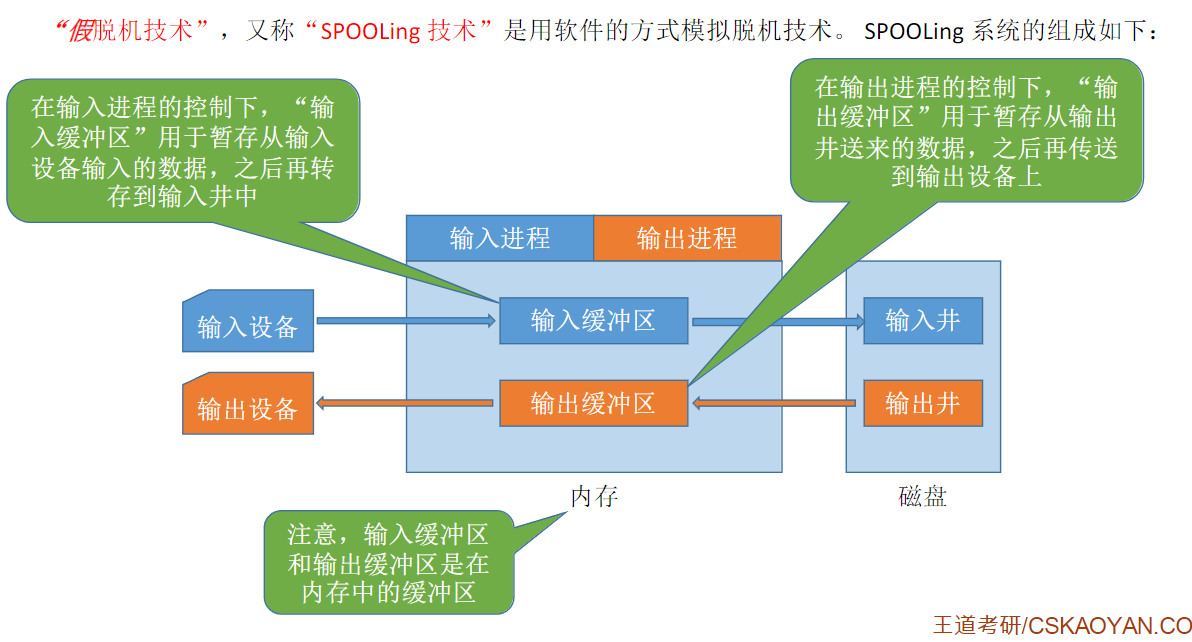 “假脱机技术”，又称“SPOOLing 技术”是用软件的方式模拟脱机技术。SPOOLing 系统的组成如下：
在输入进程的控制下，“输
入缓冲区”用于暂存从输入
设备输入的数据，之后再转
存到输入井中
在输出进程的控制下，“输
出缓冲区”用于暂存从输出
井送来的数据，之后再传送
到输出设备上
输入进程
输出进程
输入设备
输入缓冲区
输入井
输出设备
输出缓冲区
输出井
内存
磁盘
注意，输入缓冲区
和输出缓冲区是在
内存中的缓冲区
王道考研/CSKAOYAN.CO